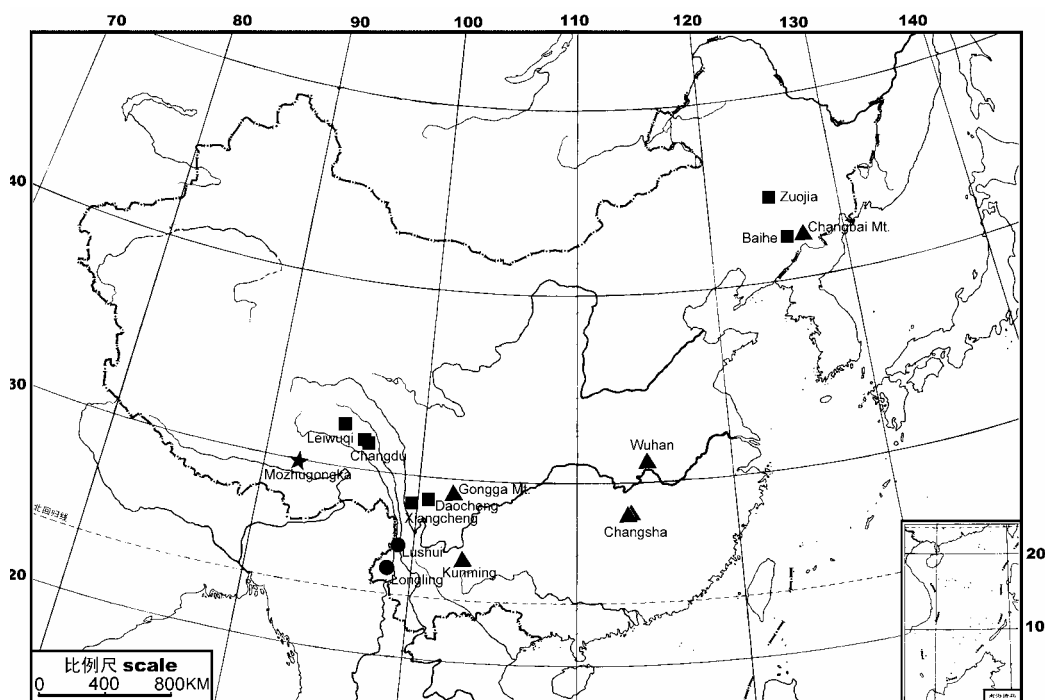 70 80 90 100 110 120 130 140
40
Zuojia
Changbai Mt.
Baihe
30
Leiwuqi
Changdu
Wuhan
Mozhugongka
Gongga Mt.
Daocheng
Xiangcheng
Changsha
北回归线
Lushui
Kunming
Longling
20
20
10
比例尺 scale
0 400 800KM